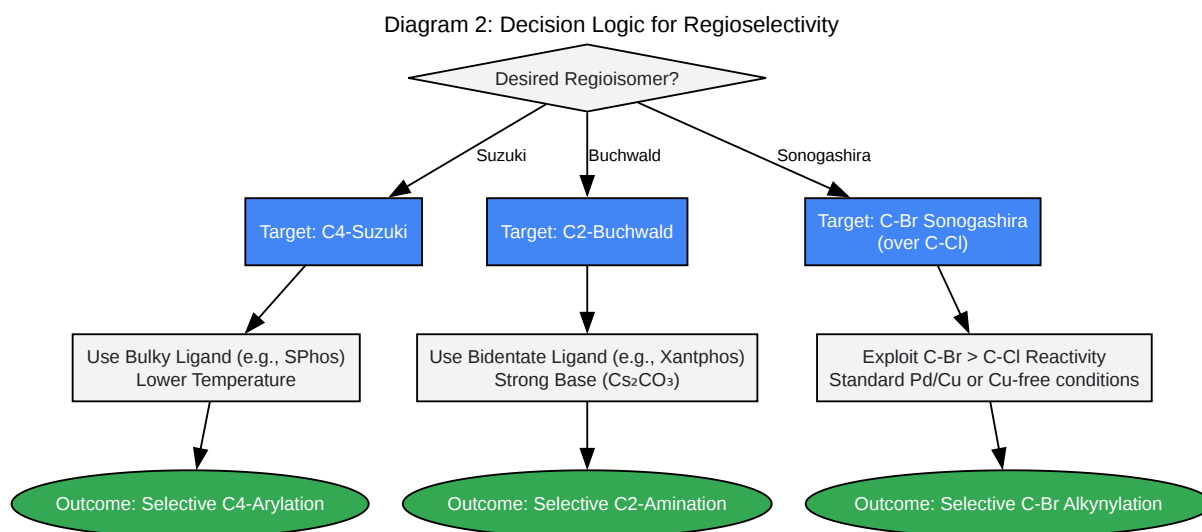 Diagram 2: Decision Logic for Regioselectivity
Desired Regioisomer?
Suzuki
Buchwald
Sonogashira
Target: C4-Suzuki
Target: C2-Buchwald
Target: C-Br Sonogashira
(over C-Cl)
Use Bulky Ligand (e.g., SPhos)
Lower Temperature
Use Bidentate Ligand (e.g., Xantphos)
Strong Base (Cs₂CO₃)
Exploit C-Br > C-Cl Reactivity
Standard Pd/Cu or Cu-free conditions
Outcome: Selective C4-Arylation
Outcome: Selective C2-Amination
Outcome: Selective C-Br Alkynylation